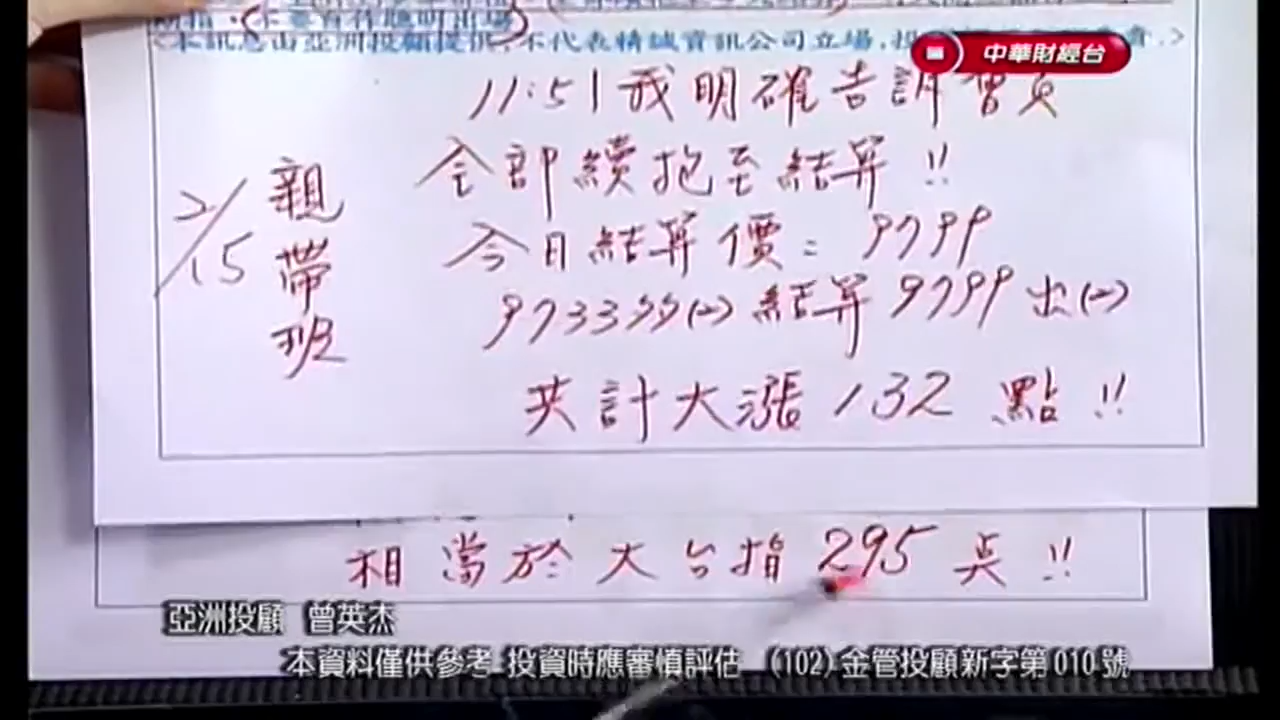 <本訊息由亞洲投顧提供,不代表精誠資訊公司立場,投
中華財經台
11:51我明確告訴會員
全部續抱至結算!!
2/15
親帶班
今日結算價:9799
結算9799出(2)
共計大漲132點!!
相當於大台指295点!!
亞洲投顧 曾英杰
本資料僅供參考 投資時應審慎評估 (102)金管投顧新字第010號